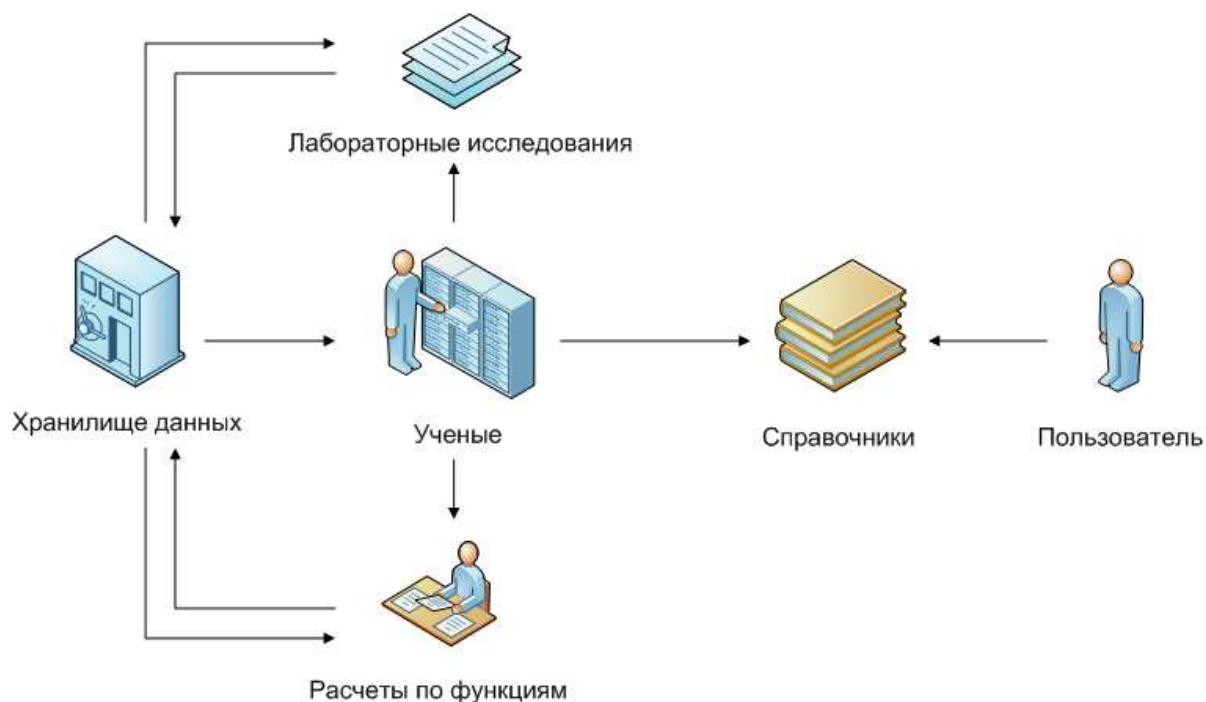 Лабораторные исследования
Хранилище данных
Ученые
Справочники
Пользователь
Расчеты по функциям